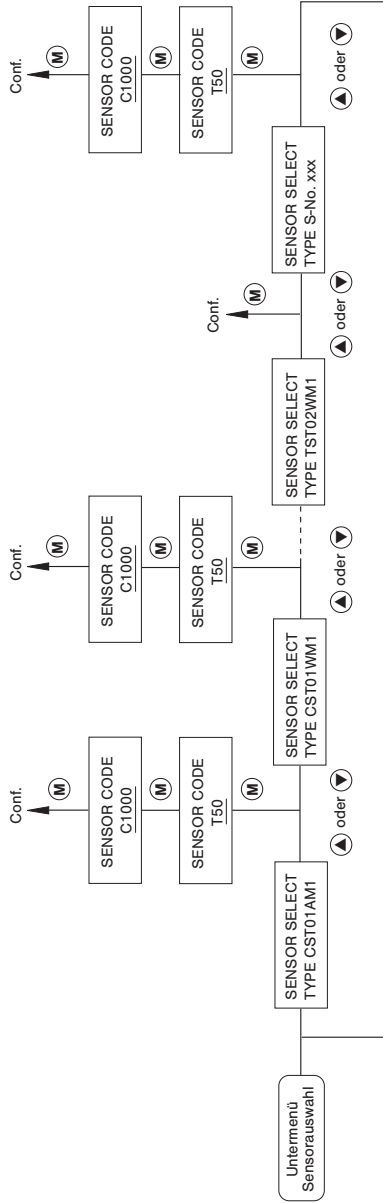 Untermenü
Sensorauswahl
SENSOR SELECT
TYPE CST01AM1
M
SENSOR CODE
T50
M
SENSOR CODE
C1000
M
Conf.
▲ oder ▼
SENSOR SELECT
TYPE CST01WM1
M
SENSOR CODE
T50
M
SENSOR CODE
C1000
M
Conf.
▲ oder ▼
SENSOR SELECT
TYPE TST02WM1
M
Conf.
▲ oder ▼
SENSOR SELECT
TYPE S-No. xxx
M
SENSOR CODE
T50
M
SENSOR CODE
C1000
M
Conf.
▲ oder ▼